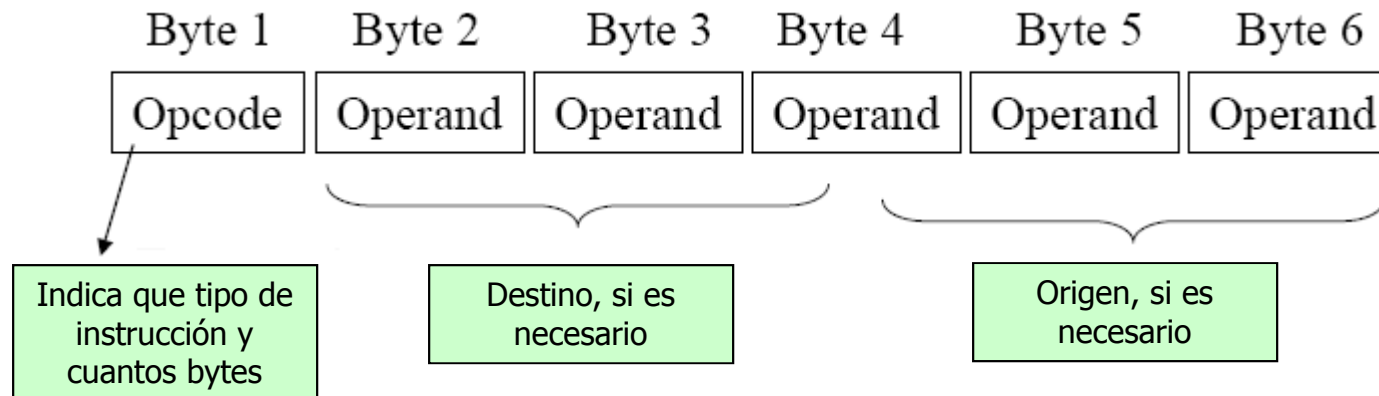 Byte 1 Byte 2 Byte 3 Byte 4 Byte 5 Byte 6
Opcode Operand Operand Operand Operand Operand
Indica que tipo de
instrucción y
cuantos bytes
Destino, si es
necesario
Origen, si es
necesario